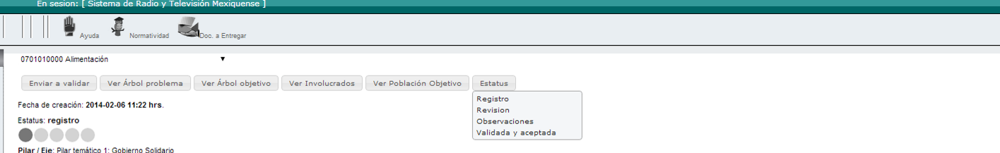 En sesion: [ Sistema de Radio y Televisión Mexiquense ]
Ayuda Normatividad Doc. a Entregar
0701010000 Alimentación
Enviar a validar Ver Árbol problema Ver Árbol objetivo Ver Involucrados Ver Población Objetivo Estatus
Registro
Revision
Observaciones
Validada y aceptada
Fecha de creación: 2014-02-06 11:22 hrs.
Estatus: registro
Pilar / Eje: Pilar temático 1: Gobierno Solidario